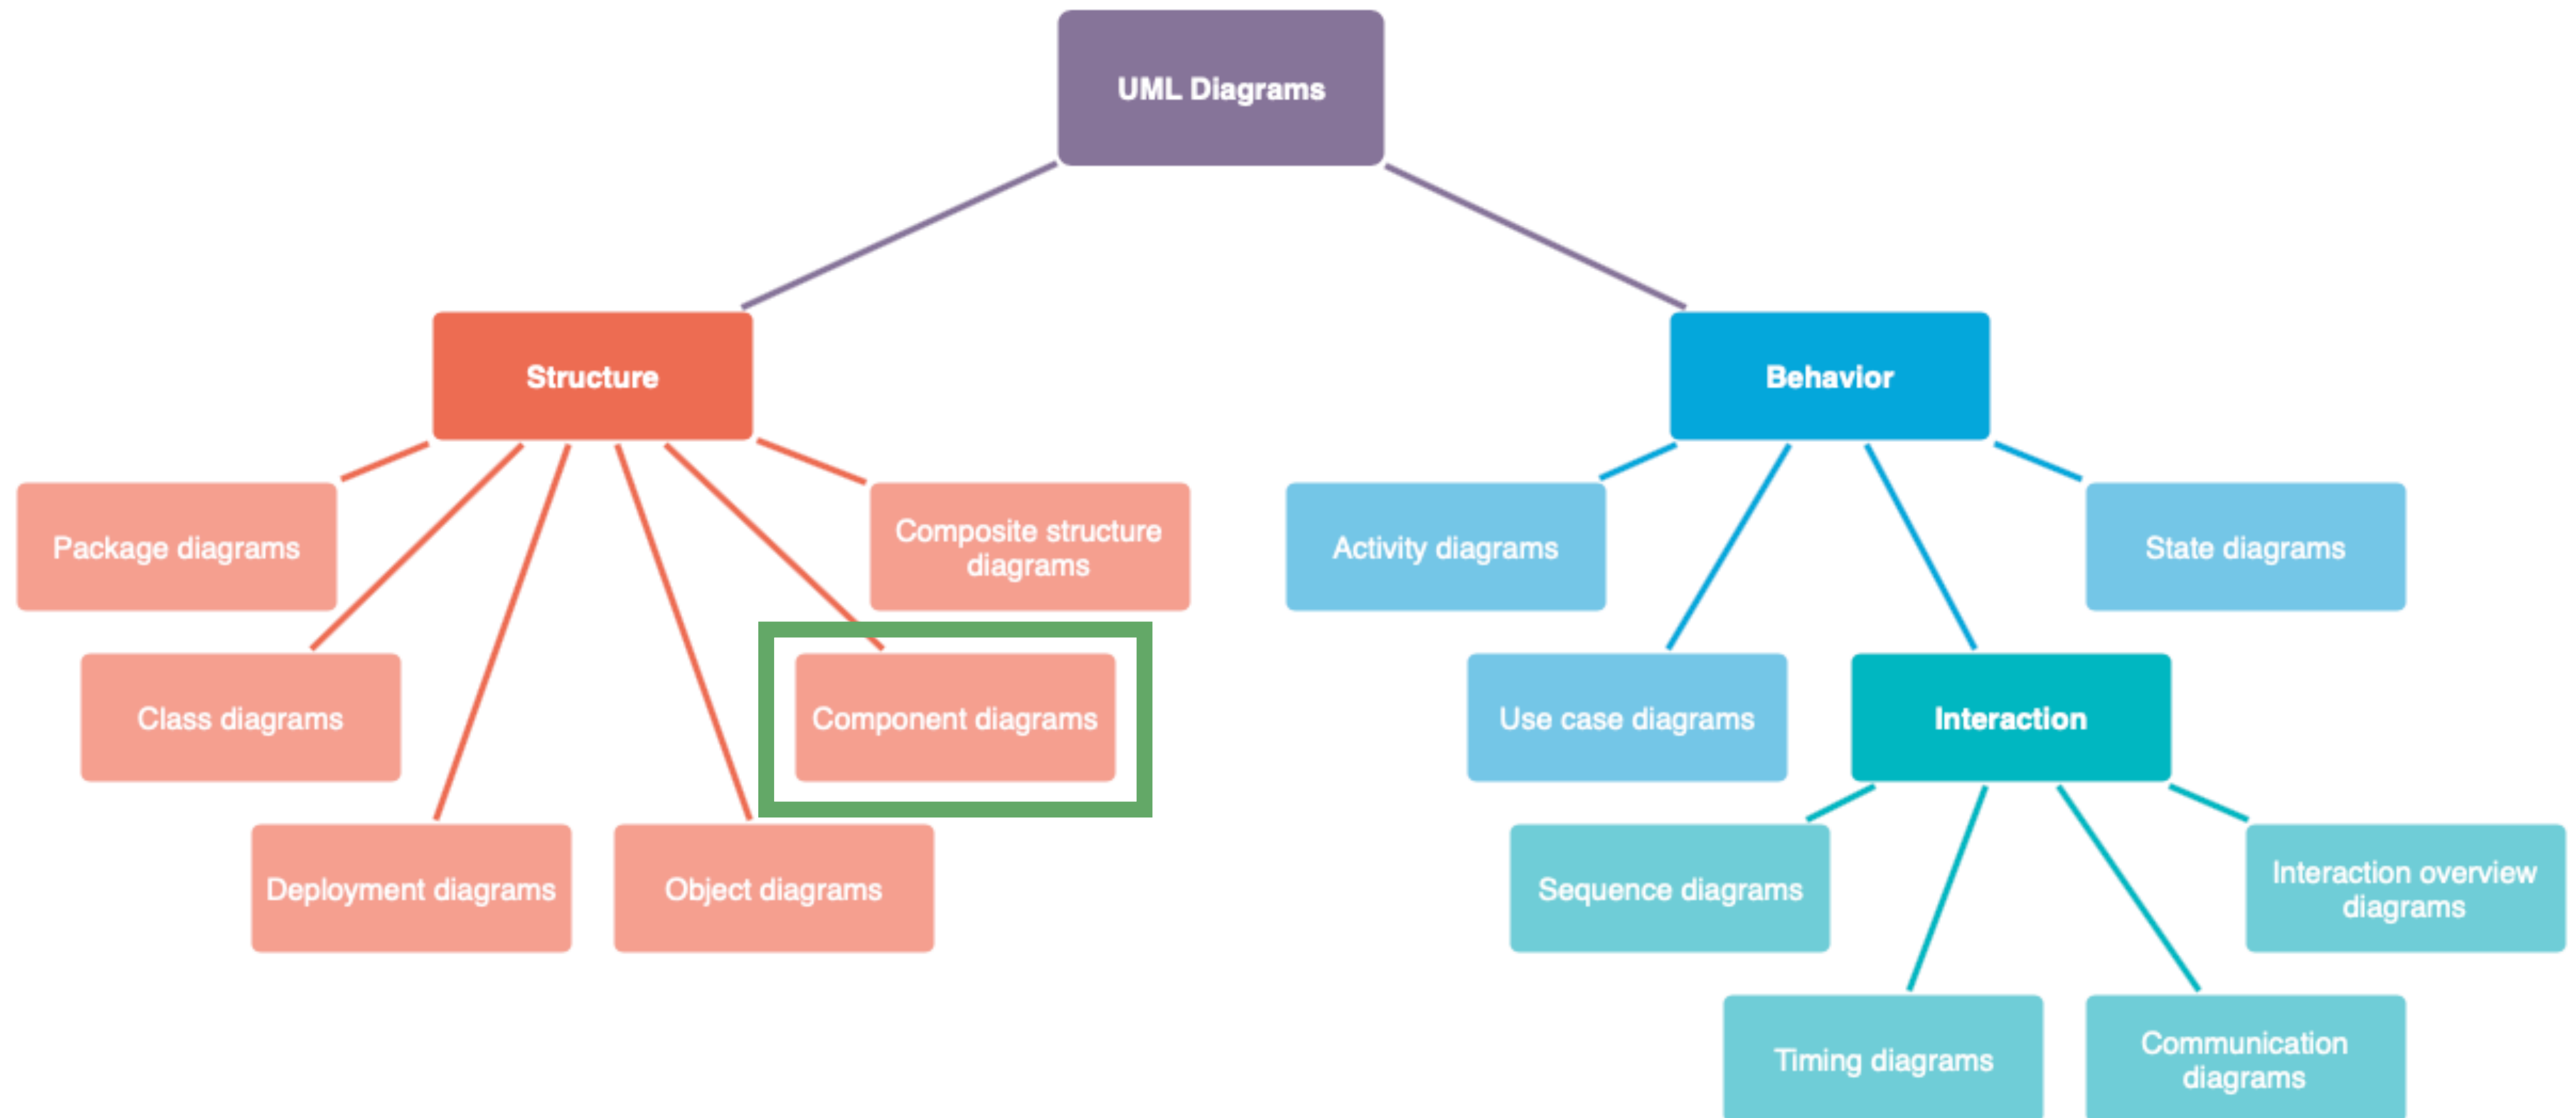 UML Diagrams
Structure
Behavior
Package diagrams
Composite structure
diagrams
Activity diagrams
State diagrams
Class diagrams
Component diagrams
Use case diagrams
Interaction
Deployment diagrams
Object diagrams
Sequence diagrams
Interaction overview
diagrams
Timing diagrams
Communication
diagrams